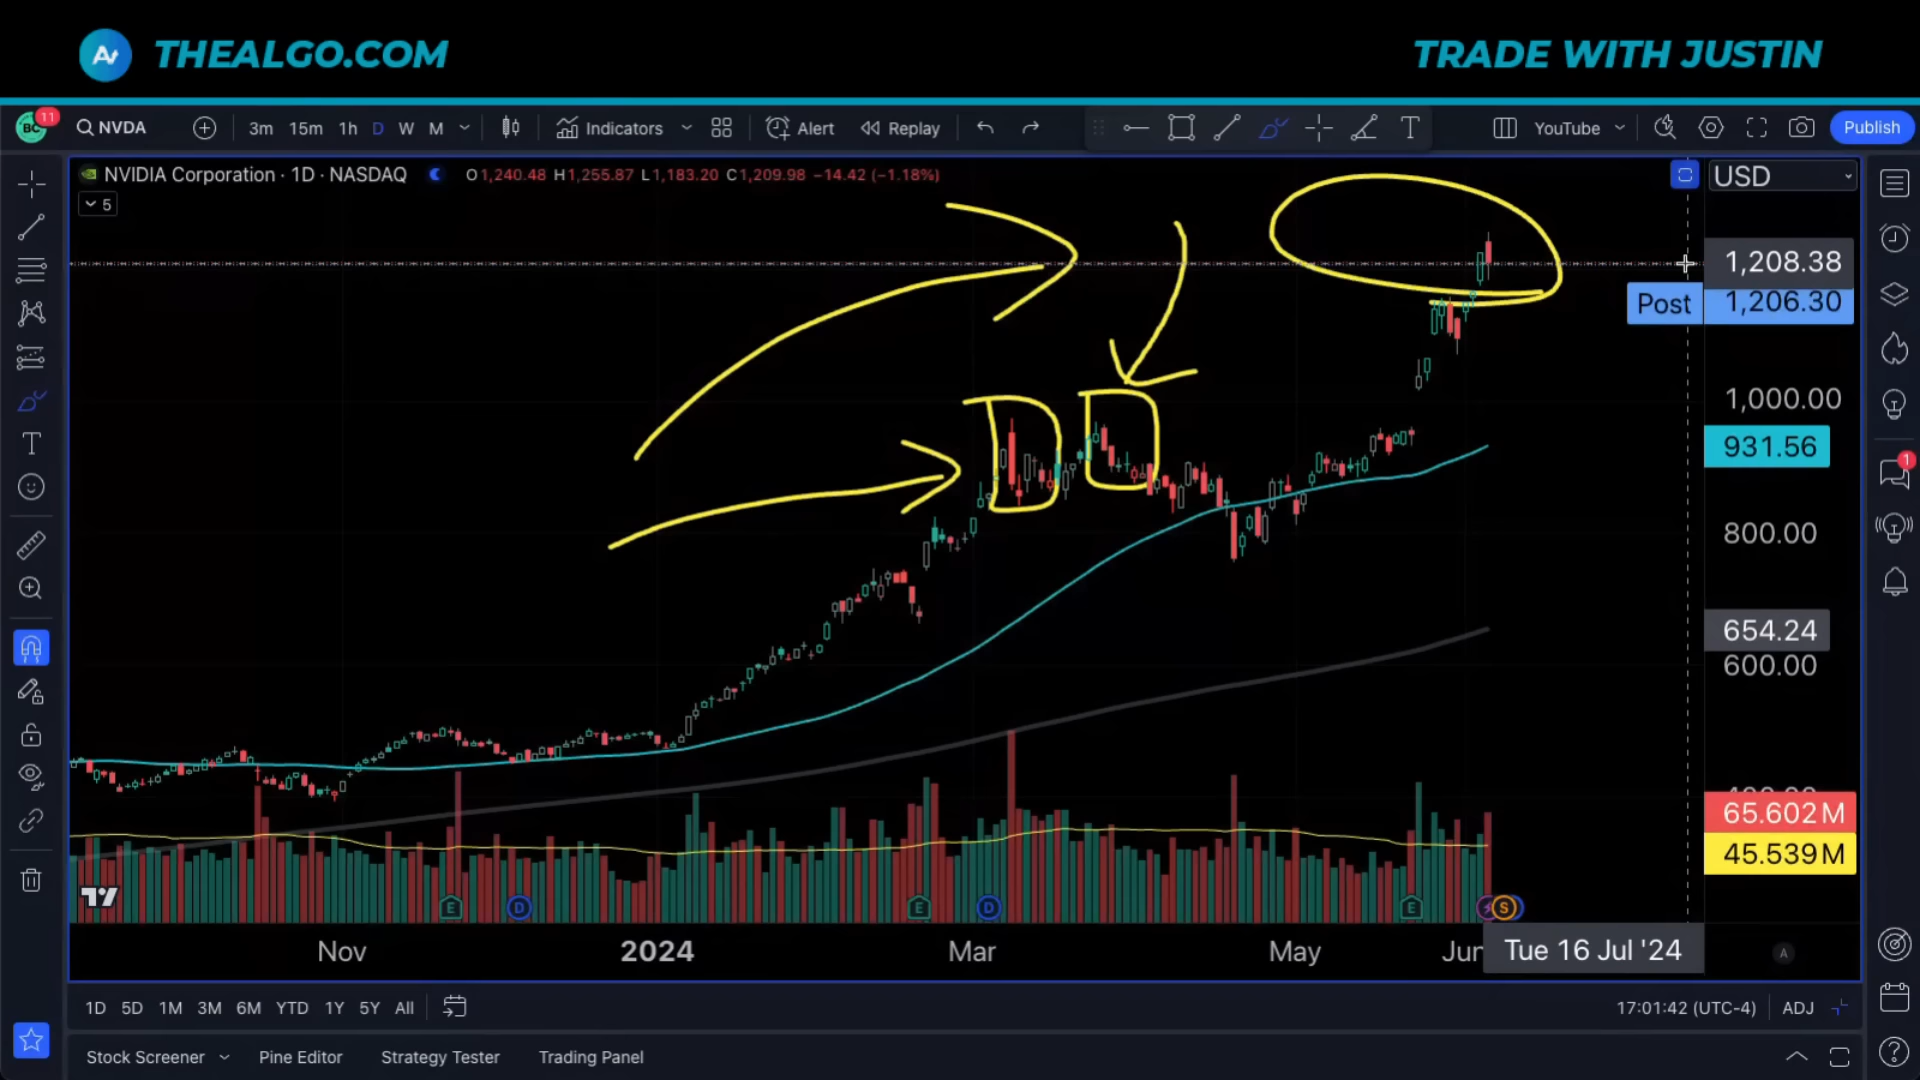 THEALGO.COM
TRADE WITH JUSTIN
BC 11 NVDA 3m 15m 1h D W M Indicators Alert Replay T YouTube Publish
NVIDIA Corporation · 1D · NASDAQ O1,240.48 H1,255.87 L1,183.20 C1,209.98 −14.42 (−1.18%)
USD
5
1,208.38
Post 1,206.30
1,000.00
931.56
800.00
654.24
600.00
65.602M
45.539M
E D E D E S
Nov 2024 Mar May Jun Tue 16 Jul '24 A
1D 5D 1M 3M 6M YTD 1Y 5Y All 17:01:42 (UTC-4) ADJ
Stock Screener Pine Editor Strategy Tester Trading Panel